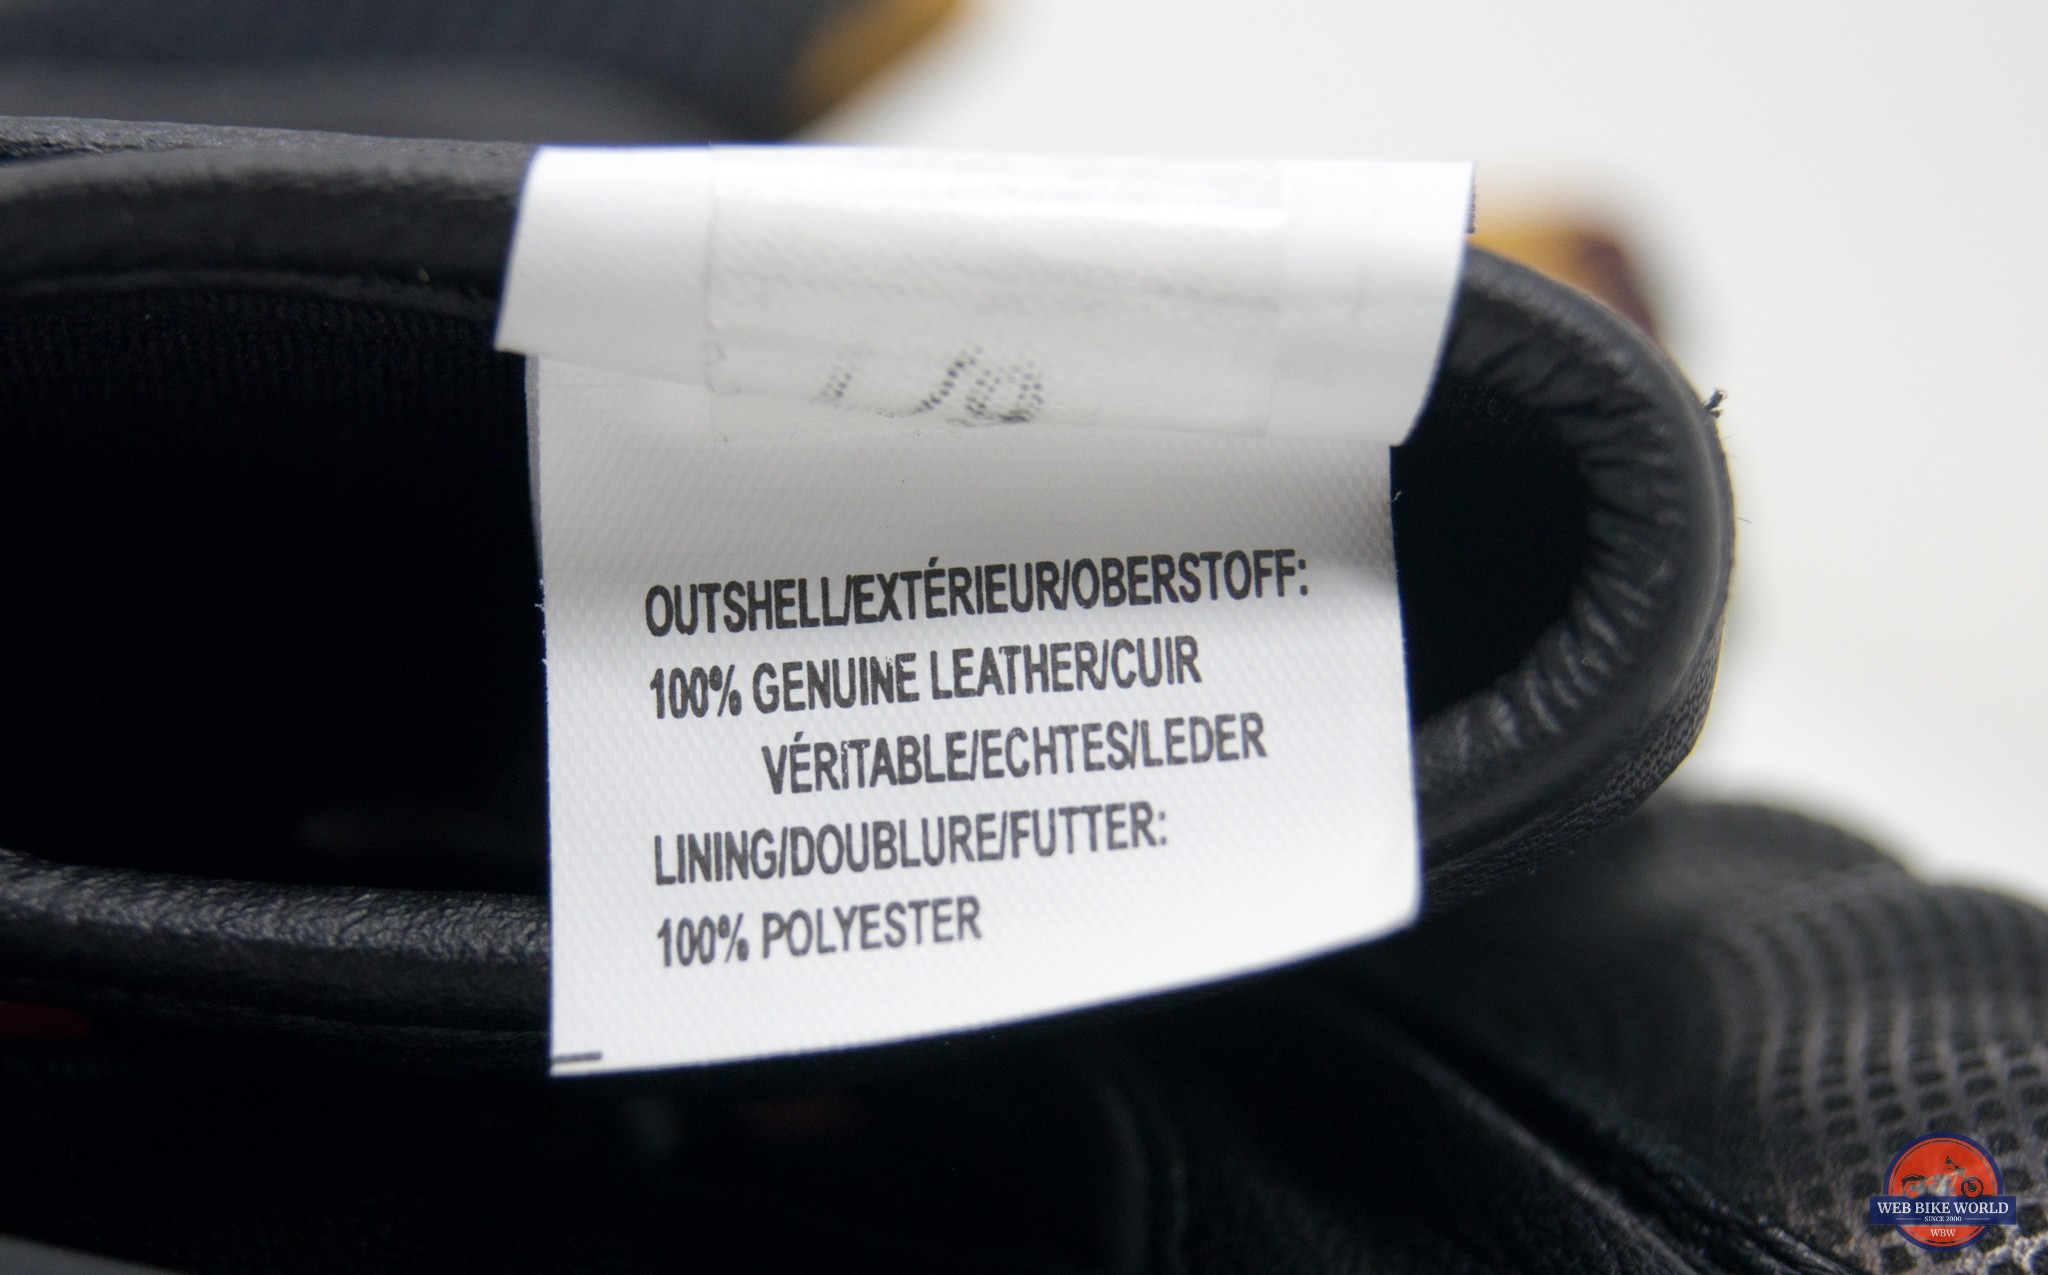 OUTSHELL/EXTÉRIEUR/OBERSTOFF:
100% GENUINE LEATHER/CUIR
VÉRITABLE/ECHTES/LEDER
LINING/DOUBLURE/FUTTER:
100% POLYESTER
WEB BIKE WORLD
SINCE 2000
WBW